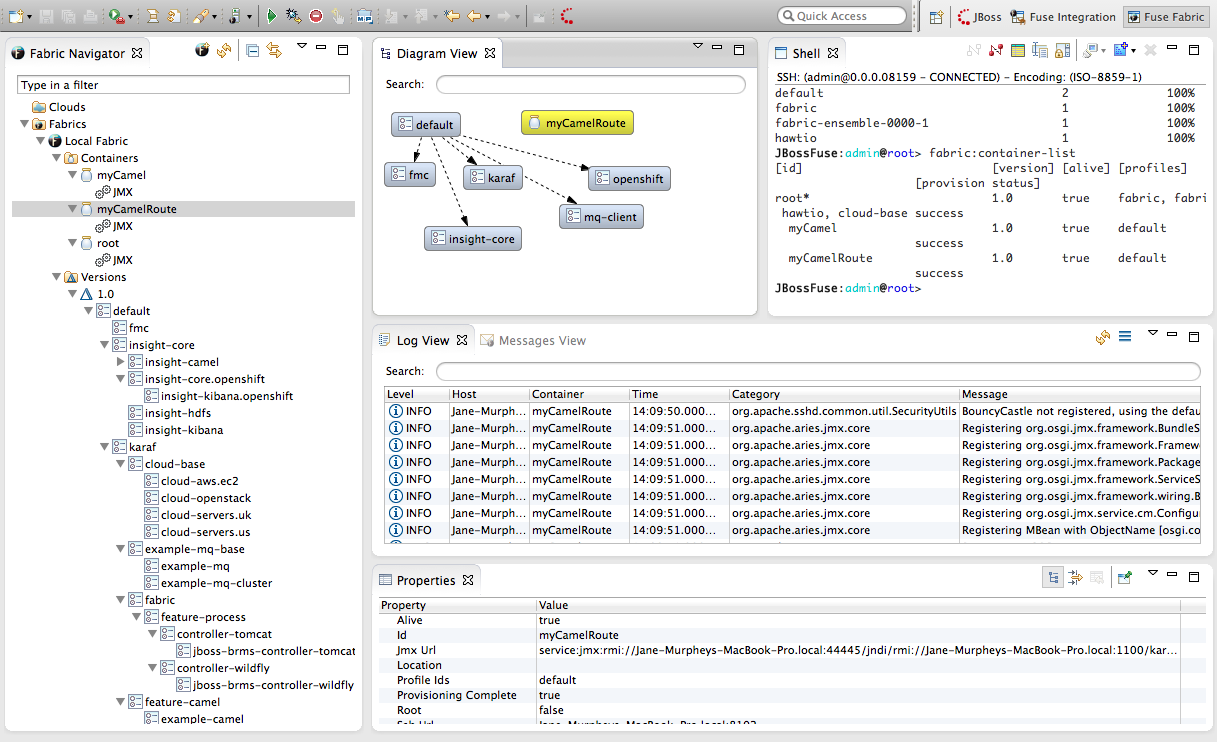 Quick Access
JBoss
Fuse Integration
Fuse Fabric
Fabric Navigator
Type in a filter
Clouds
Fabrics
Local Fabric
Containers
myCamel
JMX
myCamelRoute
JMX
root
JMX
Versions
1.0
default
fmc
insight-core
insight-camel
insight-core.openshift
insight-kibana.openshift
insight-hdfs
insight-kibana
karaf
cloud-base
cloud-aws.ec2
cloud-openstack
cloud-servers.uk
cloud-servers.us
example-mq-base
example-mq
example-mq-cluster
fabric
feature-process
controller-tomcat
jboss-brms-controller-tomcat
controller-wildfly
jboss-brms-controller-wildfly
feature-camel
example-camel
Diagram View
Search:
default
myCamelRoute
fmc
karaf
openshift
mq-client
insight-core
Shell
SSH: (admin@0.0.0.08159 - CONNECTED) - Encoding: (ISO-8859-1)
default 2 100%
fabric 1 100%
fabric-ensemble-0000-1 1 100%
hawtio 1 100%
JBossFuse:admin@root> fabric:container-list
[id] [version] [alive] [profiles]
[provision status]
root* 1.0 true fabric, fabri
hawtio, cloud-base success
myCamel 1.0 true default
success
myCamelRoute 1.0 true default
success
JBossFuse:admin@root>
Log View
Messages View
Search:
Level Host Container Time Category Message
INFO Jane-Murph... myCamelRoute 14:09:50.000... org.apache.sshd.common.util.SecurityUtils BouncyCastle not registered, using the defau
INFO Jane-Murph... myCamelRoute 14:09:51.000... org.apache.aries.jmx.core Registering org.osgi.jmx.framework.BundleS
INFO Jane-Murph... myCamelRoute 14:09:51.000... org.apache.aries.jmx.core Registering org.osgi.jmx.framework.Framew
INFO Jane-Murph... myCamelRoute 14:09:51.000... org.apache.aries.jmx.core Registering org.osgi.jmx.framework.Package
INFO Jane-Murph... myCamelRoute 14:09:51.000... org.apache.aries.jmx.core Registering org.osgi.jmx.framework.ServiceS
INFO Jane-Murph... myCamelRoute 14:09:51.000... org.apache.aries.jmx.core Registering org.osgi.jmx.framework.wiring.B
INFO Jane-Murph... myCamelRoute 14:09:51.000... org.apache.aries.jmx.core Registering org.osgi.jmx.service.cm.Configu
INFO Jane-Murph... myCamelRoute 14:09:51.000... org.apache.aries.jmx.core Registering MBean with ObjectName [osgi.co
Properties
Property Value
Alive true
Id myCamelRoute
Jmx Url service:jmx:rmi://Jane-Murpheys-MacBook-Pro.local:44445/jndi/rmi://Jane-Murpheys-MacBook-Pro.local:1100/kar...
Location
Profile Ids default
Provisioning Complete true
Root false